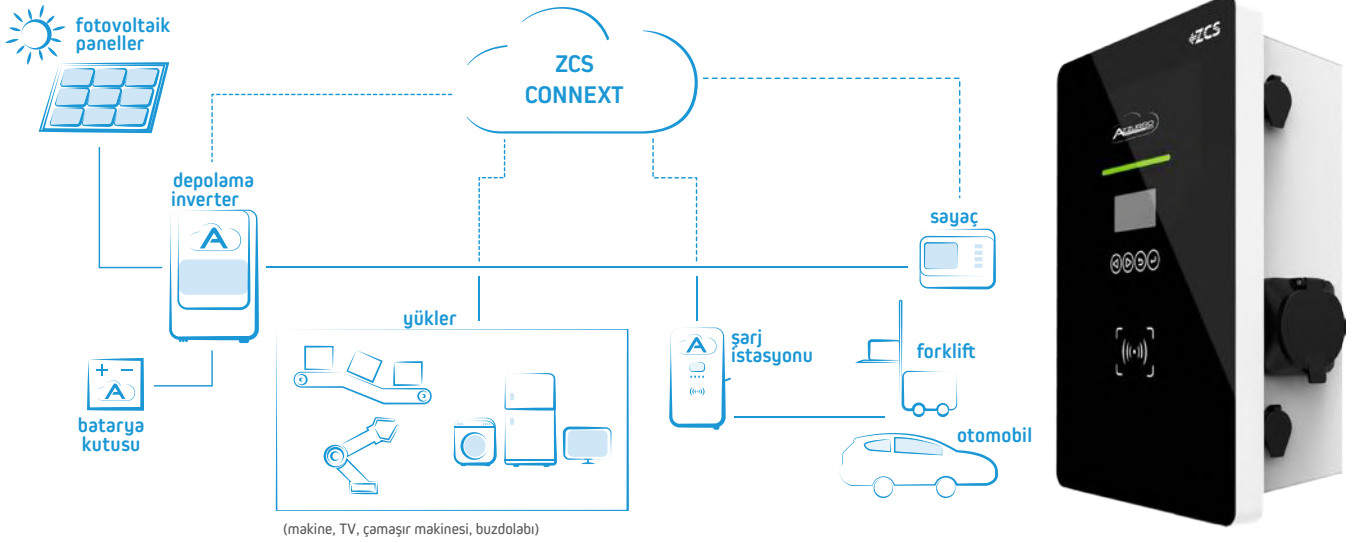 fotovoltaik
paneller
ZCS
CONNEXT
depolama
inverter
A
sayaç
yükler
A
şarj
istasyonu
forklift
+ −
A
batarya
kutusu
otomobil
(makine, TV, çamaşır makinesi, buzdolabı)
ZCS
AZZURRO